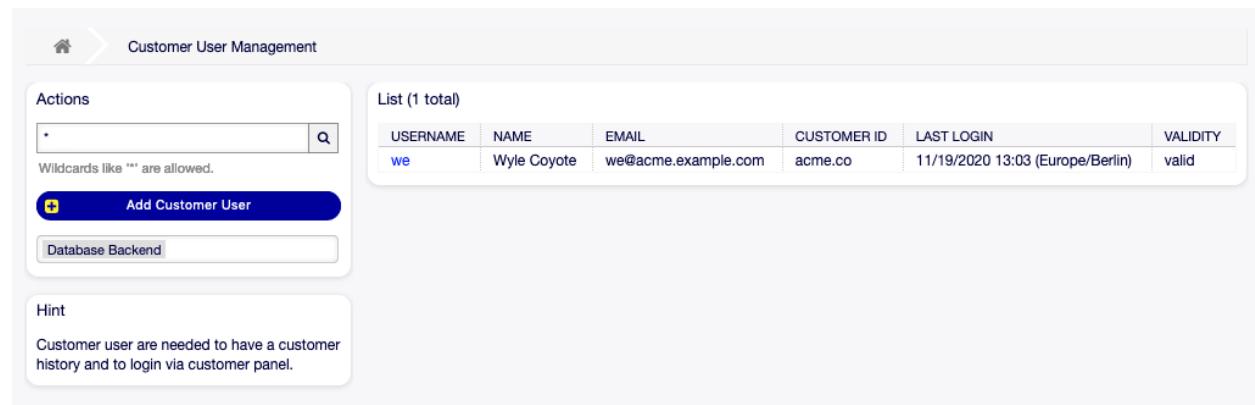 Customer User Management
Actions
*
Wildcards like '*' are allowed.
Add Customer User
Database Backend
Hint
Customer user are needed to have a customer
history and to login via customer panel.
List (1 total)
USERNAME NAME EMAIL CUSTOMER ID LAST LOGIN VALIDITY
we Wyle Coyote we@acme.example.com acme.co 11/19/2020 13:03 (Europe/Berlin) valid